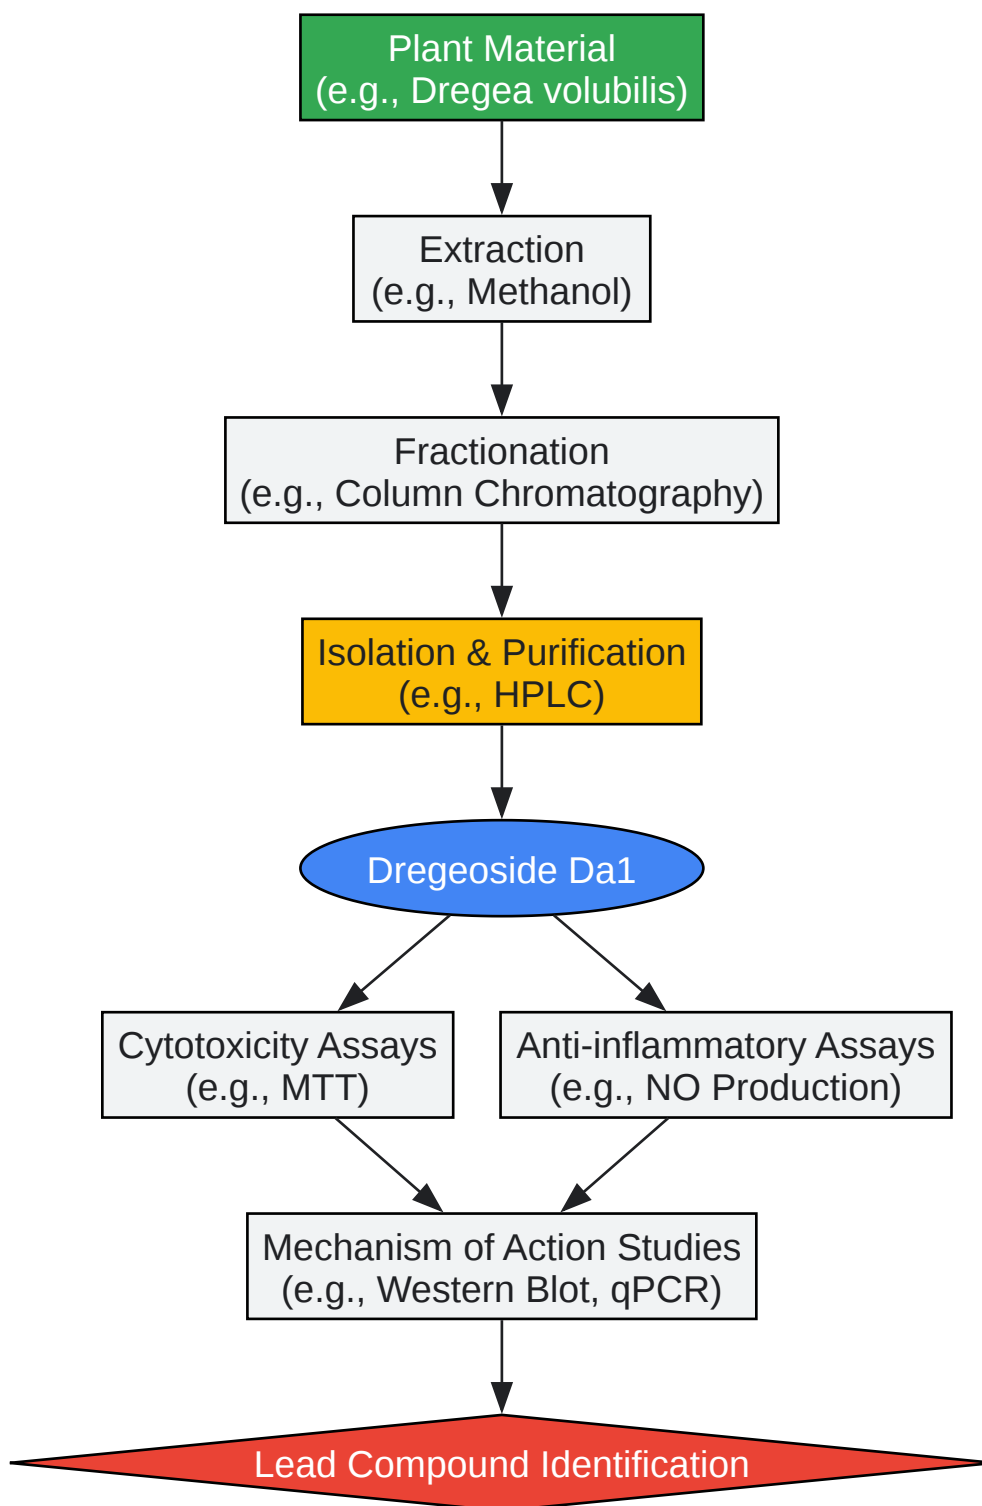 Plant Material
(e.g., Dregea volubilis)
Extraction
(e.g., Methanol)
Fractionation
(e.g., Column Chromatography)
Isolation & Purification
(e.g., HPLC)
Dregeoside Da1
Cytotoxicity Assays
(e.g., MTT)
Anti-inflammatory Assays
(e.g., NO Production)
Mechanism of Action Studies
(e.g., Western Blot, qPCR)
Lead Compound Identification